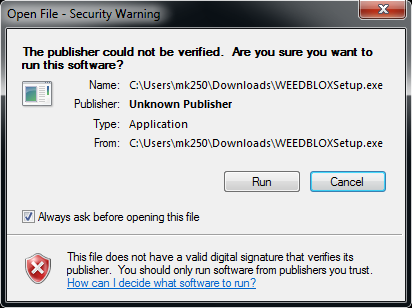 Open File - Security Warning
The publisher could not be verified.  Are you sure you want to
run this software?
Name: C:\Users\mk250\Downloads\WEEDBLOXSetup.exe
Publisher: Unknown Publisher
Type: Application
From: C:\Users\mk250\Downloads\WEEDBLOXSetup.exe
Run Cancel
Always ask before opening this file
This file does not have a valid digital signature that verifies its
publisher.  You should only run software from publishers you trust.
How can I decide what software to run?